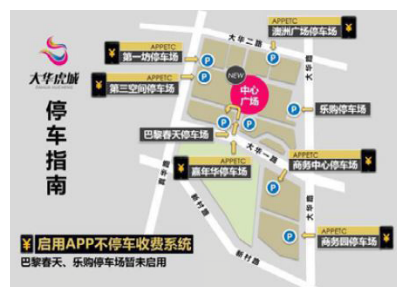 大华虎城
停车指南
APPETC
第一坊停车场
APPETC
第三空间停车场
APPETC
澳洲广场停车场
大华二路
大华路
NEW
中心
广场
P
乐购停车场
巴黎春天停车场
大华一路
APPETC
嘉年华停车场
APPETC
商务中心停车场
新村路
大华路
APPETC
商务园停车场
新村路
¥ 启用APP不停车收费系统
巴黎春天、乐购停车场暂未启用